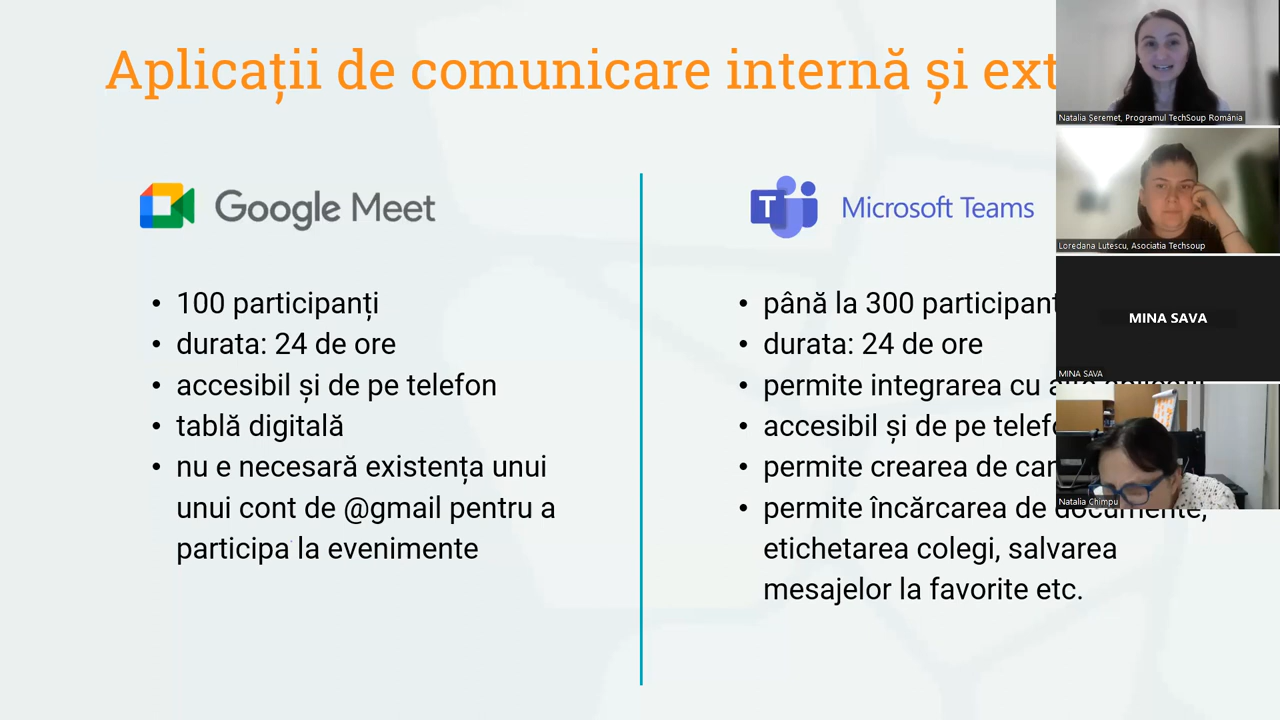 Aplicații de comunicare internă și ext
Google Meet
100 participanți
durata: 24 de ore
accesibil și de pe telefon
tablă digitală
nu e necesară existența unui
unui cont de @gmail pentru a
participa la evenimente
T
Microsoft Teams
până la 300 participanț
durata: 24 de ore
permite integrarea cu
accesibil și de pe telefo
permite crearea de can
permite încărcarea de documente,
etichetarea colegi, salvarea
mesajelor la favorite etc.
Natalia Șeremet, Programul TechSoup România
Loredana Lutescu, Asociatia Techsoup
MINA SAVA
MINA SAVA
Natalia Chimpu